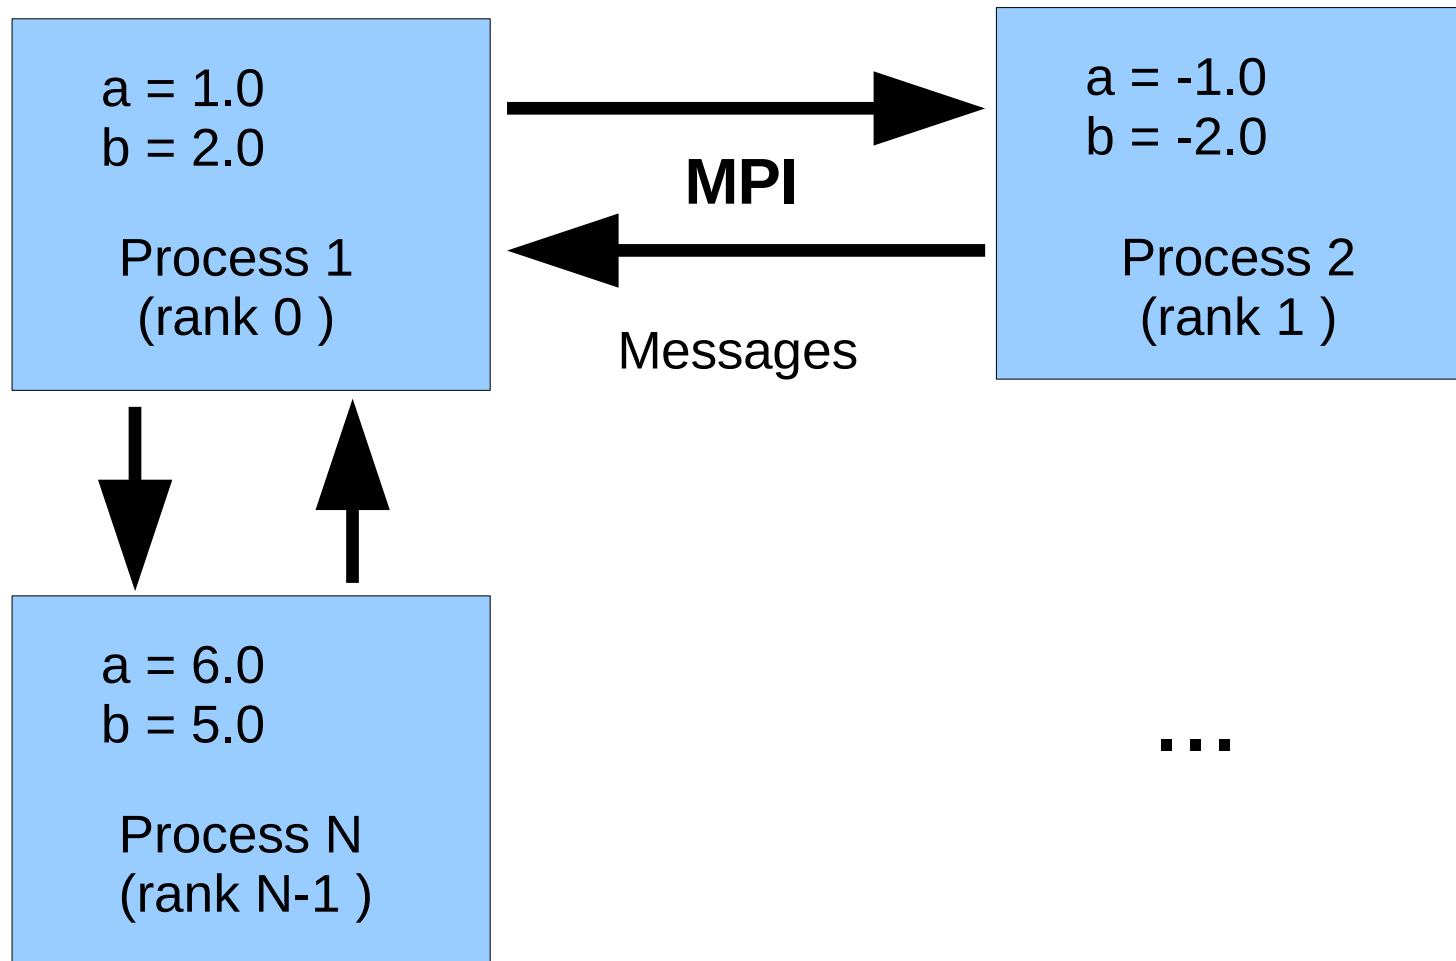 a = 1.0
b = 2.0
Process 1
(rank 0 )
MPI
Messages
a = -1.0
b = -2.0
Process 2
(rank 1 )
a = 6.0
b = 5.0
Process N
(rank N-1 )
...